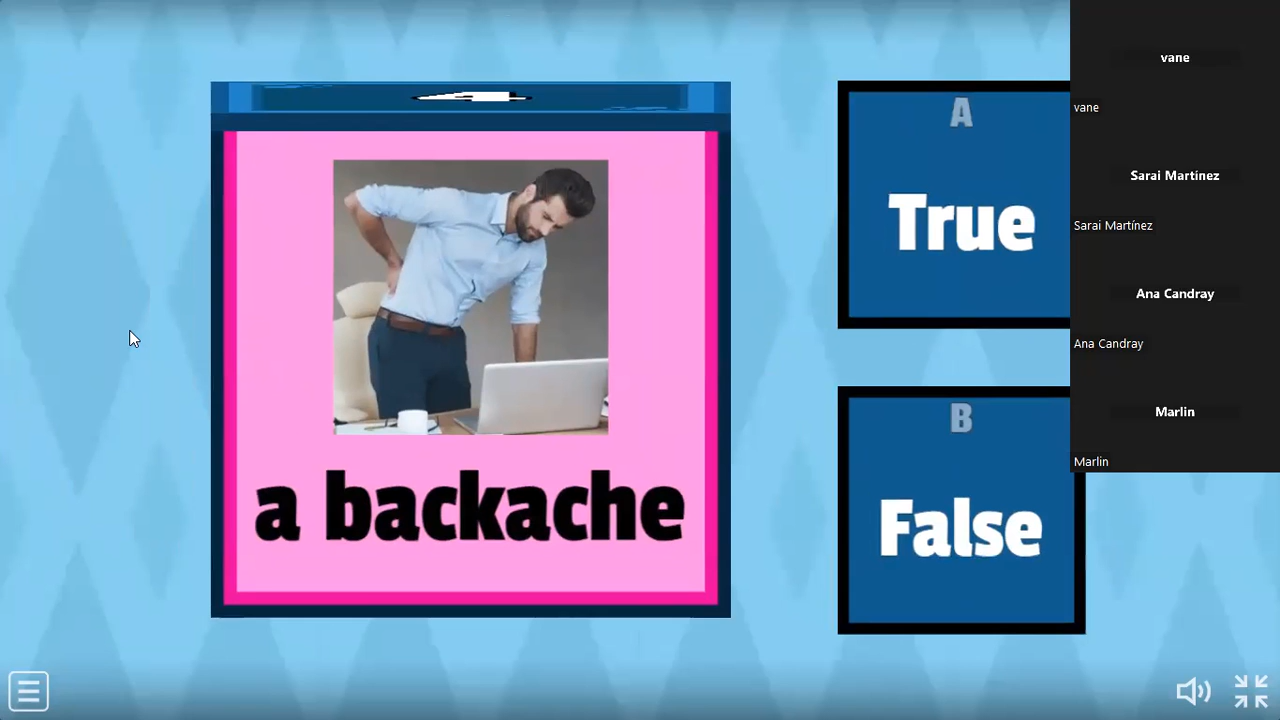 a backache
A
True
B
False
vane
vane
Sarai Martínez
Sarai Martínez
Ana Candray
Ana Candray
Marlin
Marlin